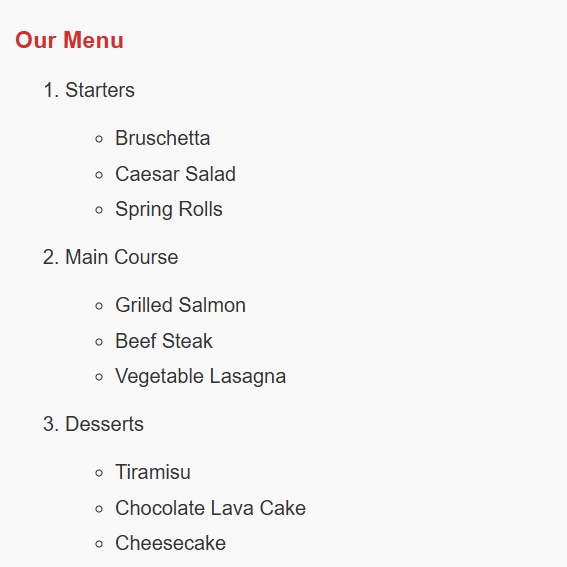 Our Menu
1. Starters
◦ Bruschetta
◦ Caesar Salad
◦ Spring Rolls
2. Main Course
◦ Grilled Salmon
◦ Beef Steak
◦ Vegetable Lasagna
3. Desserts
◦ Tiramisu
◦ Chocolate Lava Cake
◦ Cheesecake